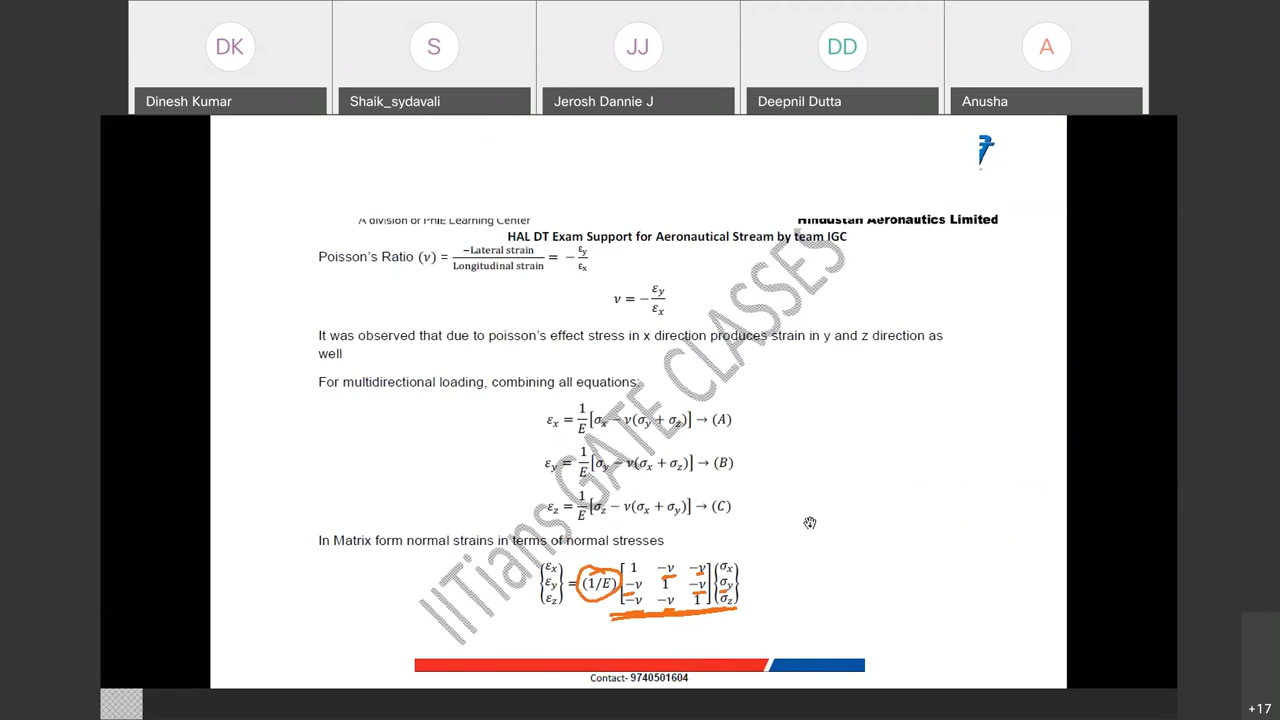 DK S JJ DD A
Dinesh Kumar Shaik_sydavali Jerosh Dannie J Deepnil Dutta Anusha
A division of PhIE Learning Center Hindustan Aeronautics Limited
HAL DT Exam Support for Aeronautical Stream by team IGC
Poisson's Ratio (ν) = −Lateral strain / Longitudinal strain = − εy / εx
ν = − εy / εx
It was observed that due to poisson's effect stress in x direction produces strain in y and z direction as
well
For multidirectional loading, combining all equations:
εx = 1/E [σx − ν(σy + σz)] → (A)
εy = 1/E [σy − ν(σx + σz)] → (B)
εz = 1/E [σz − ν(σx + σy)] → (C)
In Matrix form normal strains in terms of normal stresses
{εx εy εz} = (1/E) [1 −ν −ν; −ν 1 −ν; −ν −ν 1] {σx σy σz}
IITians GATE CLASSES
Contact- 9740501604
+17